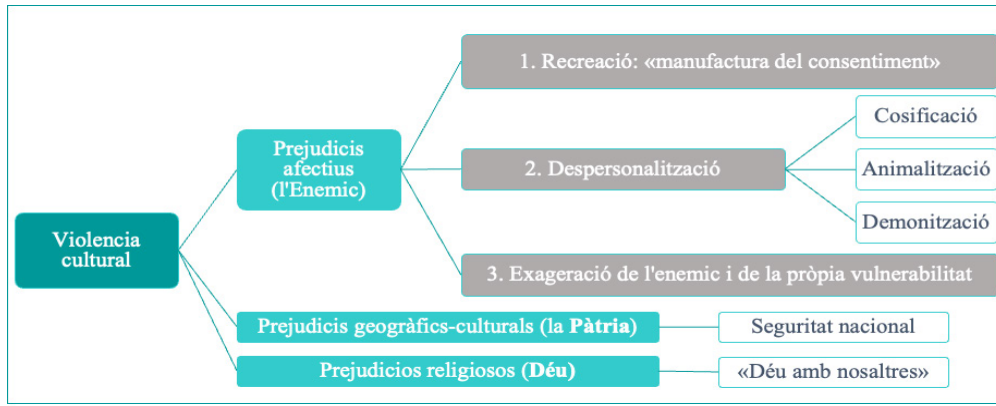 Violencia
cultural
Prejudicis
afectius
(l'Enemic)
1. Recreació: «manufactura del consentiment»
2. Despersonalització
Cosificació
Animalització
Demonització
3. Exageració de l'enemic i de la pròpia vulnerabilitat
Prejudicis geogràfics-culturals (la Pàtria)
Seguritat nacional
Prejudicios religiosos (Déu)
«Déu amb nosaltres»